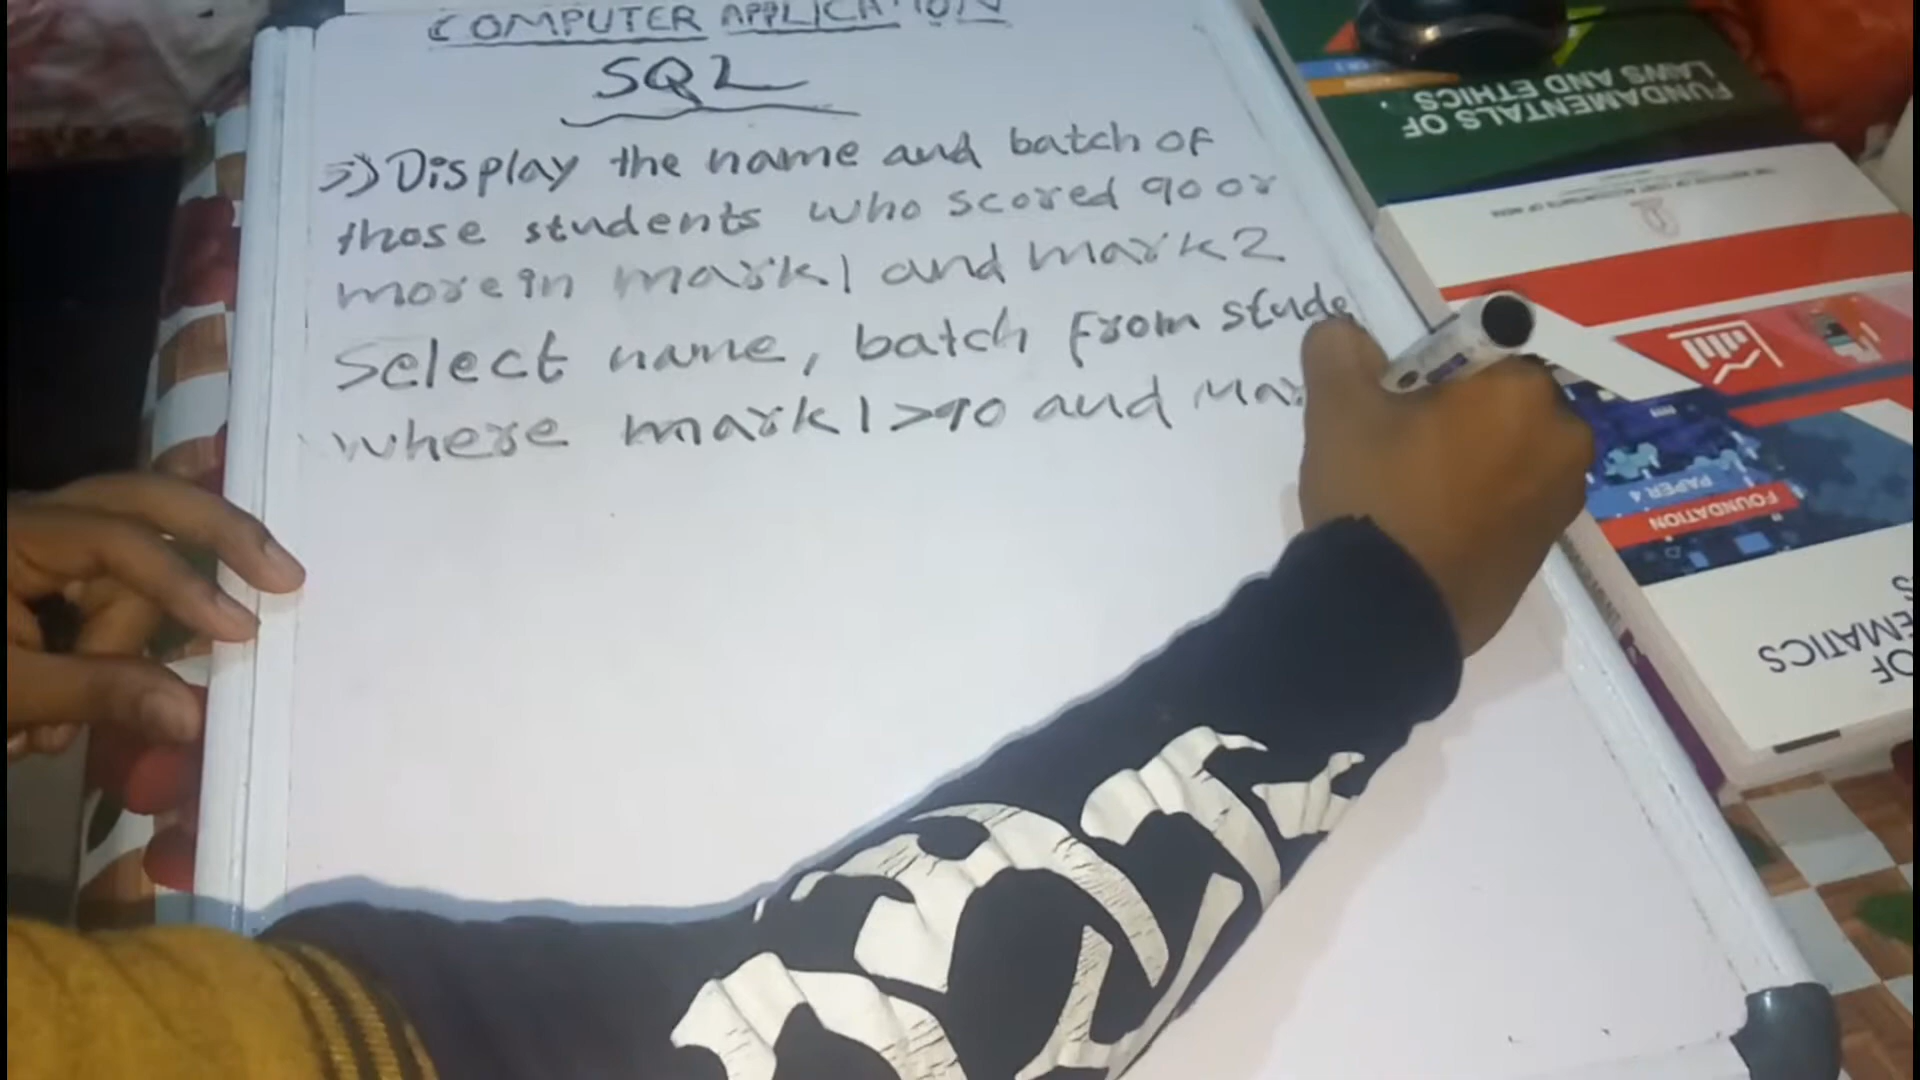 COMPUTER APPLICATION
SQL
5) Display the name and batch of
those students who scored 90 or
more in mark1 and mark2
Select name, batch from stude
where mark1>90 and Mar
FUNDAMENTALS OF
LAWS AND ETHICS
FOUNDATION
PAPER 4
OF
EMATICS